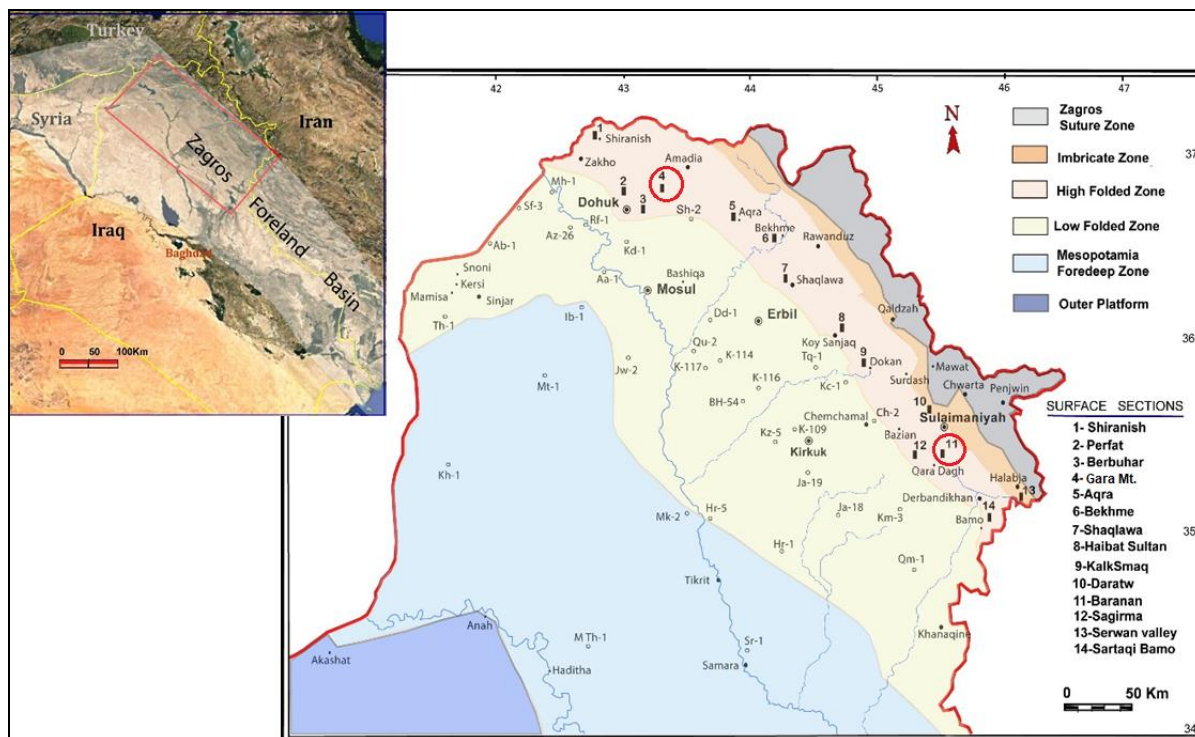 Turkey
Syria
Iran
Iraq
Baghdad
Zagros
Foreland
Basin
0 50 100Km
42 43 44 45 46 47
N
37
36
35
34
Zagros
Suture Zone
Imbricate Zone
High Folded Zone
Low Folded Zone
Mesopotamia
Foredeep Zone
Outer Platform
SURFACE SECTIONS
1- Shiranish
2- Perfat
3- Berbuhar
4- Gara Mt.
5-Aqra
6- Bekhme
7- Shaqlawa
8-Haibat Sultan
9-KalkSmaq
10-Daratw
11-Baranan
12-Sagirma
13-Serwan valley
14-Sartaqi Bamo
0 50 Km
1
Shiranish
Zakho
Amadia
4
Mh-1
2
3
Dohuk
Sf-3
Rf-1
Sh-2
5
Aqra
Az-26
Bekhme
6
Ab-1
Kd-1
Rawanduz
Snoni
Kersi
Mamisa
Sinjar
Aa-1
Bashiqa
7
Shaqlawa
Mosul
Th-1
Ib-1
Dd-1
Erbil
8
Qaldzah
Koy Sanjaq
Qu-2
K-114
Tq-1
9
Dokan
Jw-2
K-117
Mt-1
K-116
Kc-1
Surdash
Mawat
Chwarta
Penjwin
BH-54
10
Chemchamal
Ch-2
Sulaimaniyah
Kz-5
K-109
Bazian
Kirkuk
12
11
Kh-1
Qara Dagh
Ja-19
Halabja
13
Derbandikhan
Mk-2
Hr-5
Ja-18
Km-3
14
Bamo
Hr-1
Qm-1
Tikrit
Anah
Khanaqine
M Th-1
Sr-1
Akashat
Haditha
Samara